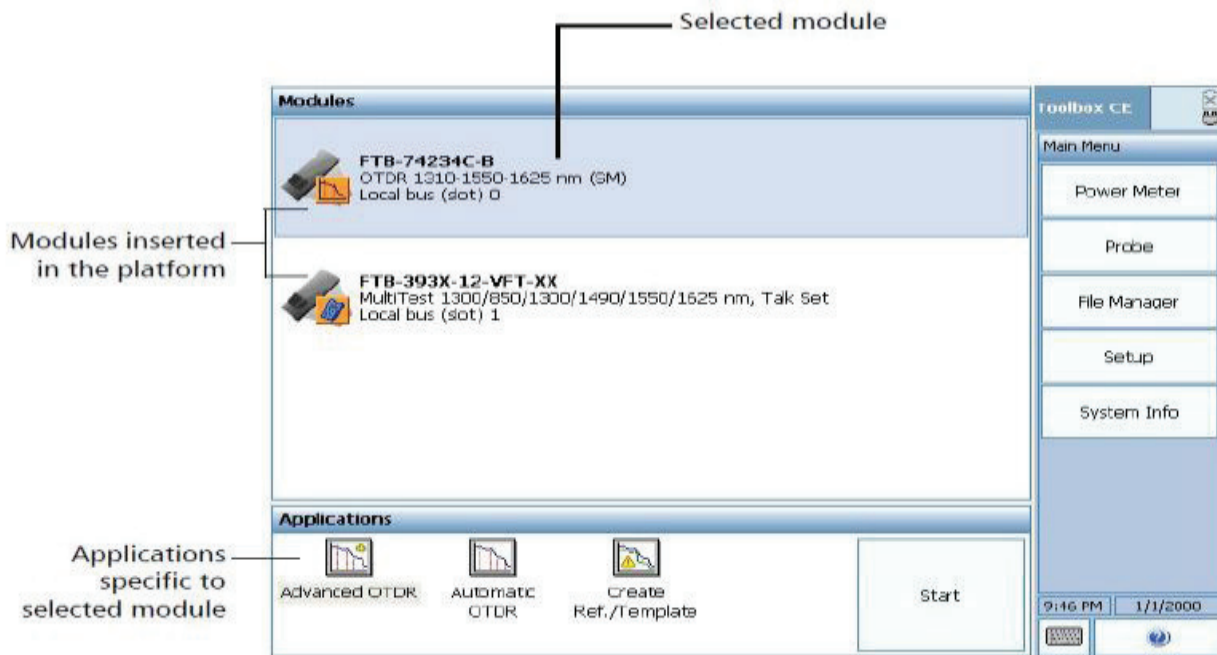 Selected module
Modules
FTB-74234C-B
OTDR 1310-1550-1625 nm (SM)
Local bus (slot) 0
Modules inserted
in the platform
FTB-393X-12-VFT-XX
MultiTest 1300/850/1300/1490/1550/1625 nm, Talk Set
Local bus (slot) 1
Applications
Applications
specific to
selected module
Advanced OTDR
Automatic
OTDR
Create
Ref./Template
Start
Toolbox CE
Main Menu
Power Meter
Probe
File Manager
Setup
System Info
9:46 PM
1/1/2000